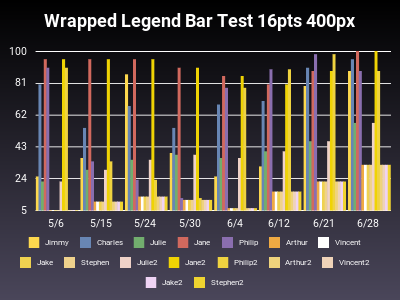 Wrapped Legend Bar Test 16pts 400px
100
81
62
43
24
5
5/6 5/15 5/24 5/30 6/4 6/12 6/21 6/28
Jimmy Charles Julie Jane Philip Arthur Vincent
Jake Stephen Julie2 Jane2 Philip2 Arthur2 Vincent2
Jake2 Stephen2